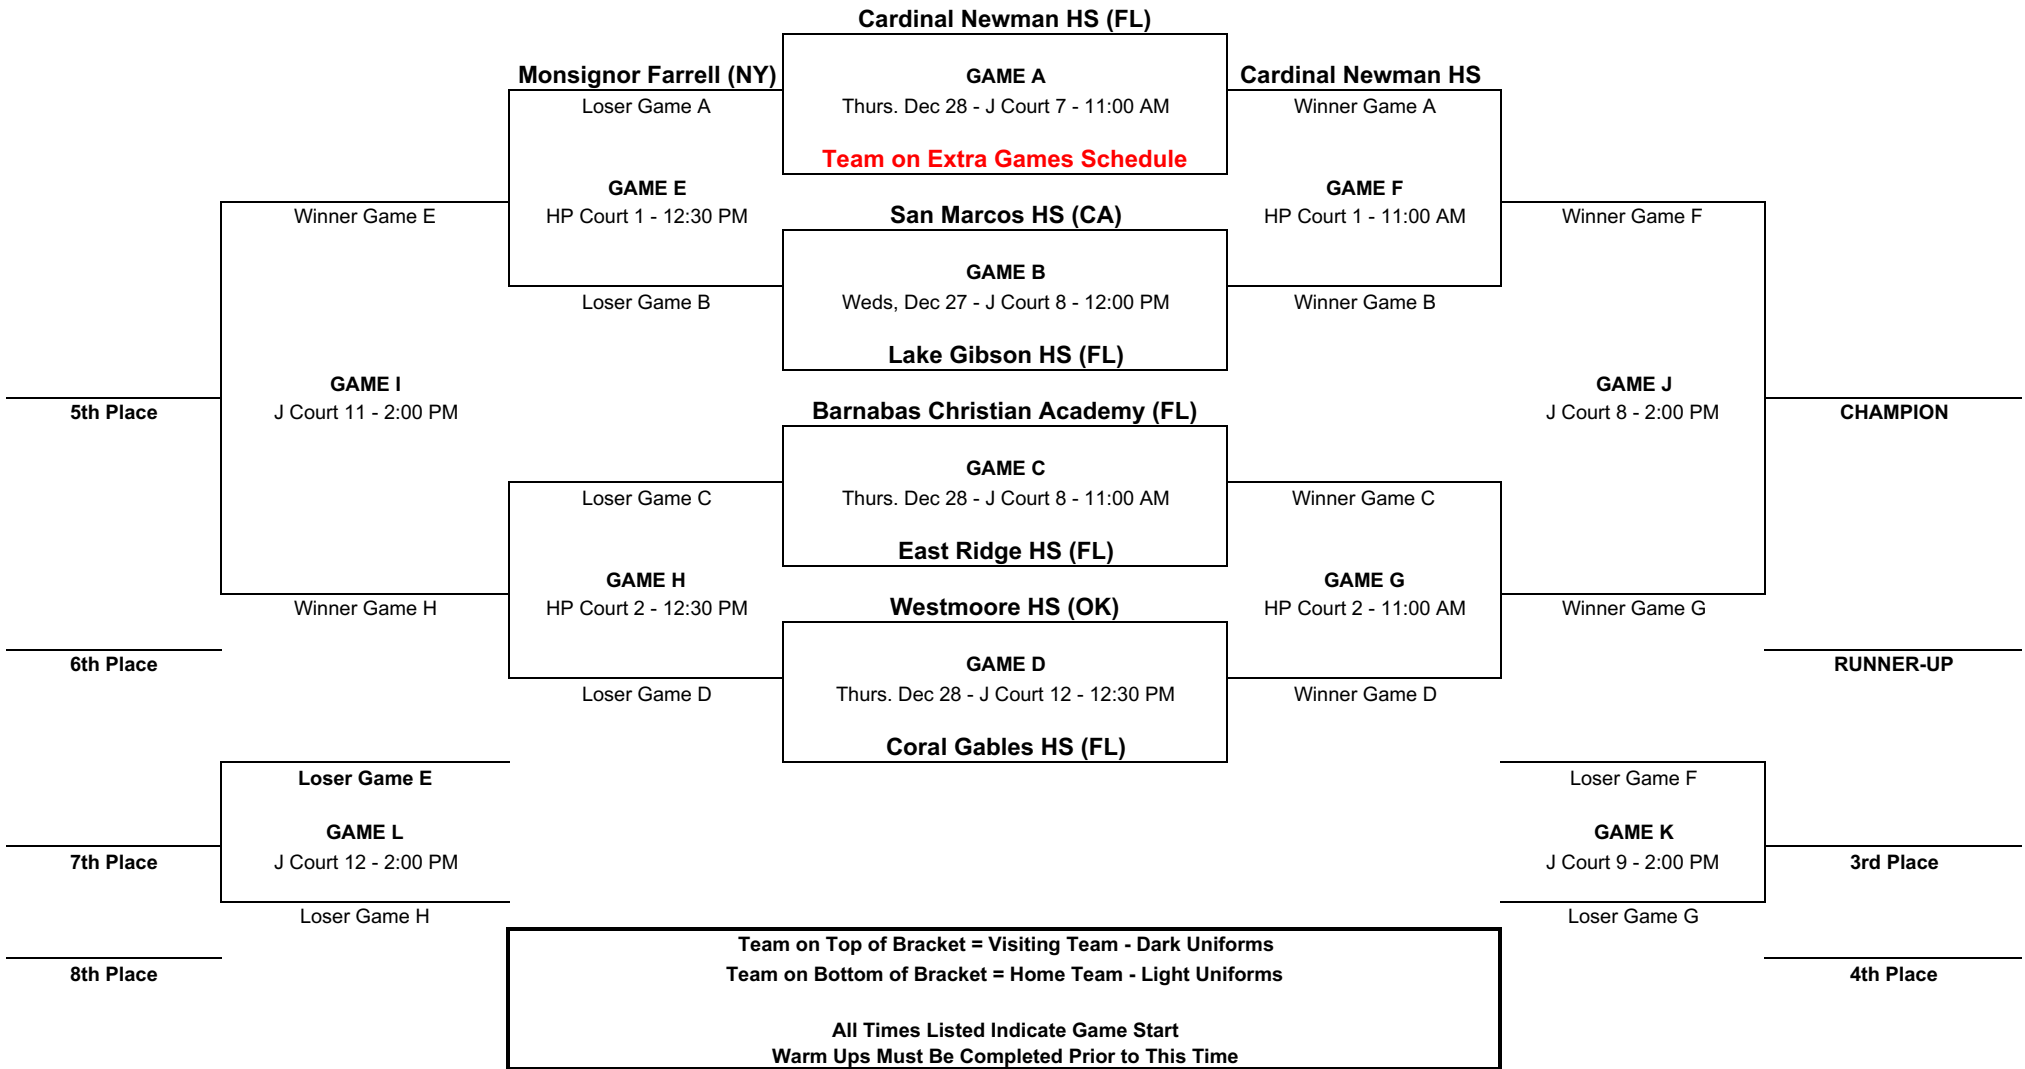 Cardinal Newman HS (FL)
Monsignor Farrell (NY)
GAME A
Cardinal Newman HS
Loser Game A
Thurs. Dec 28 - J Court 7 - 11:00 AM
Winner Game A
Team on Extra Games Schedule
GAME E
GAME F
Winner Game E
HP Court 1 - 12:30 PM
San Marcos HS (CA)
HP Court 1 - 11:00 AM
Winner Game F
GAME B
Loser Game B
Weds, Dec 27 - J Court 8 - 12:00 PM
Winner Game B
Lake Gibson HS (FL)
GAME I
GAME J
5th Place
J Court 11 - 2:00 PM
Barnabas Christian Academy (FL)
J Court 8 - 2:00 PM
CHAMPION
GAME C
Loser Game C
Thurs. Dec 28 - J Court 8 - 11:00 AM
Winner Game C
East Ridge HS (FL)
GAME H
GAME G
Winner Game H
HP Court 2 - 12:30 PM
Westmoore HS (OK)
HP Court 2 - 11:00 AM
Winner Game G
6th Place
GAME D
RUNNER-UP
Loser Game D
Thurs. Dec 28 - J Court 12 - 12:30 PM
Winner Game D
Coral Gables HS (FL)
Loser Game E
Loser Game F
GAME L
GAME K
7th Place
J Court 12 - 2:00 PM
J Court 9 - 2:00 PM
3rd Place
Loser Game H
Loser Game G
Team on Top of Bracket = Visiting Team - Dark Uniforms
8th Place
Team on Bottom of Bracket = Home Team - Light Uniforms
4th Place
All Times Listed Indicate Game Start
Warm Ups Must Be Completed Prior to This Time